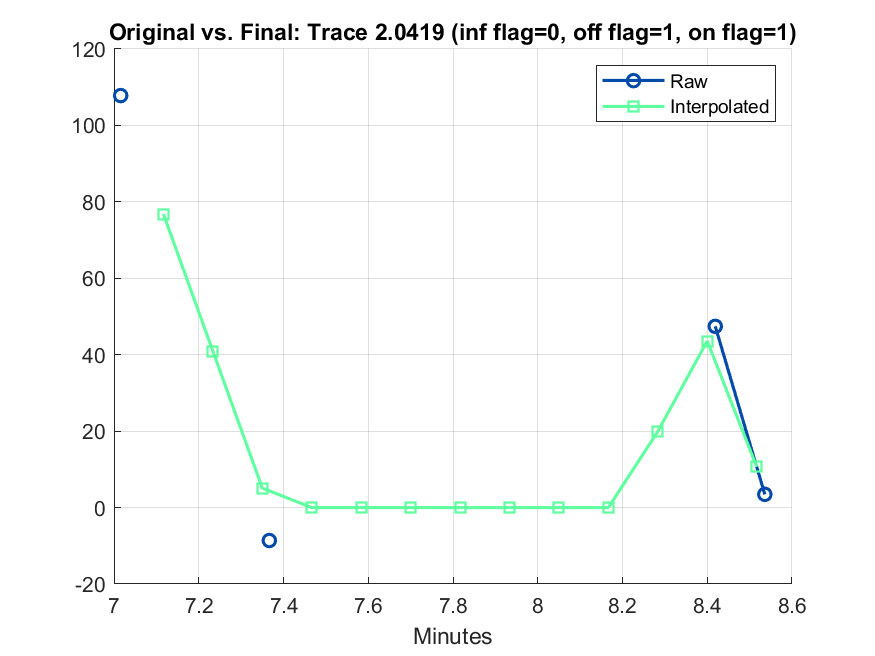 Original vs. Final: Trace 2.0419 (inf flag=0, off flag=1, on flag=1)
120
100
80
60
40
20
0
-20
Raw
Interpolated
7 7.2 7.4 7.6 7.8 8 8.2 8.4 8.6
Minutes